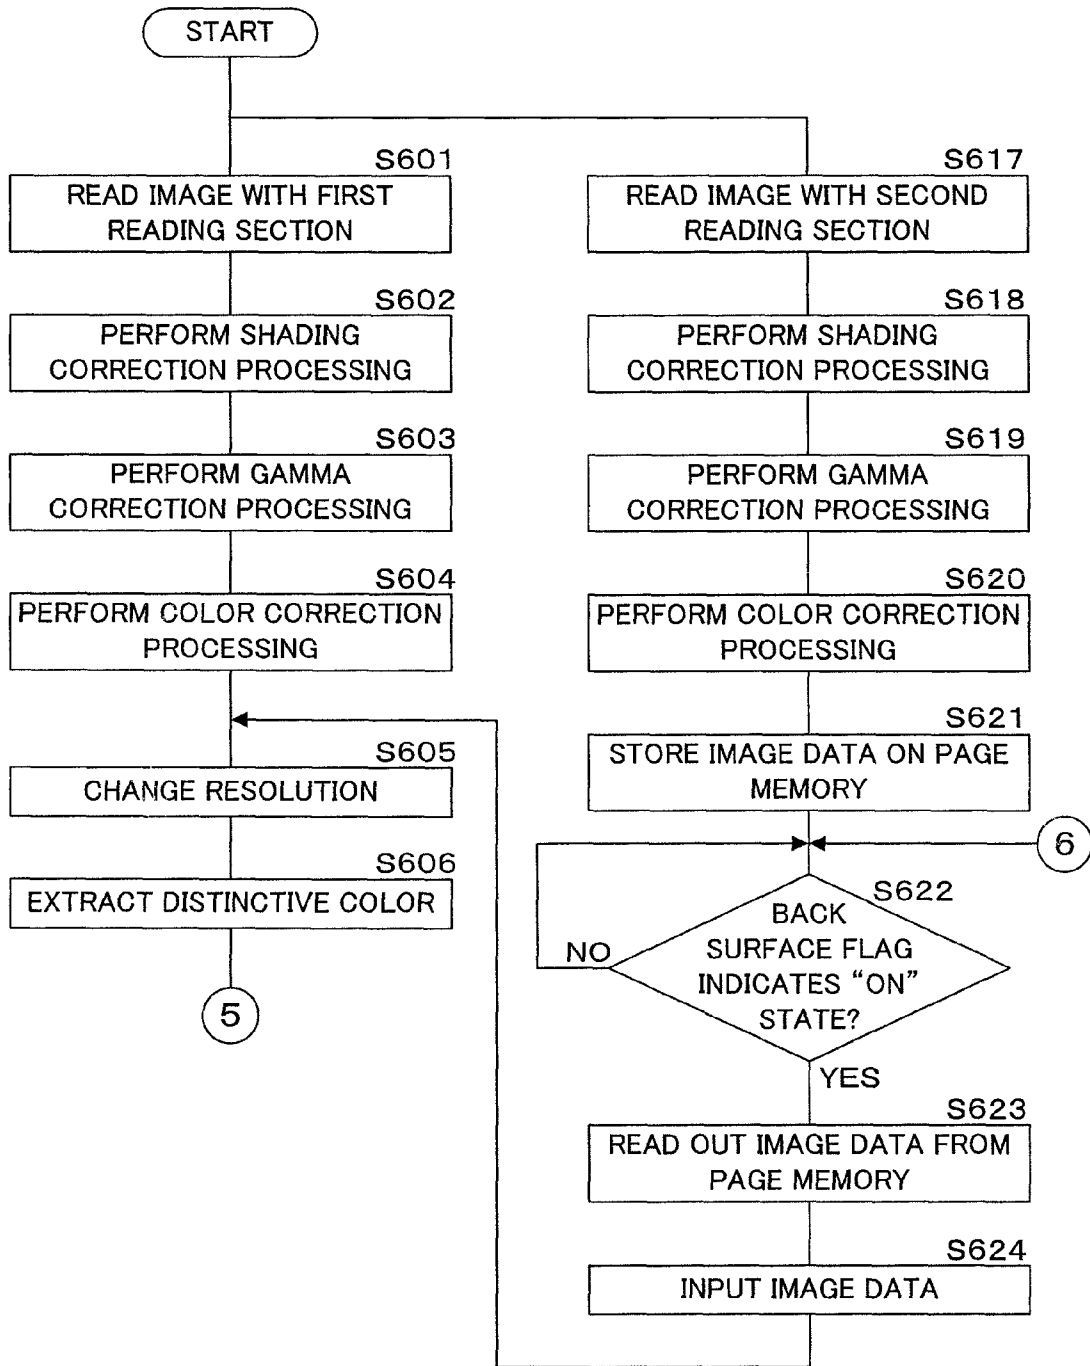 START
S601
READ IMAGE WITH FIRST
READING SECTION
S602
PERFORM SHADING
CORRECTION PROCESSING
S603
PERFORM GAMMA
CORRECTION PROCESSING
S604
PERFORM COLOR CORRECTION
PROCESSING
S605
CHANGE RESOLUTION
S606
EXTRACT DISTINCTIVE COLOR
5
S617
READ IMAGE WITH SECOND
READING SECTION
S618
PERFORM SHADING
CORRECTION PROCESSING
S619
PERFORM GAMMA
CORRECTION PROCESSING
S620
PERFORM COLOR CORRECTION
PROCESSING
S621
STORE IMAGE DATA ON PAGE
MEMORY
6
S622
BACK
SURFACE FLAG
INDICATES “ON”
STATE?
NO
YES
S623
READ OUT IMAGE DATA FROM
PAGE MEMORY
S624
INPUT IMAGE DATA